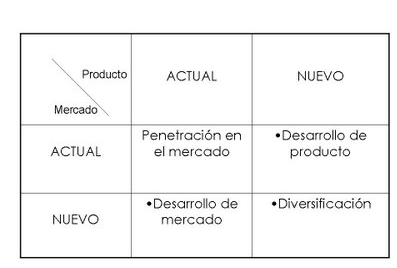 Producto
Mercado
ACTUAL
NUEVO
ACTUAL
Penetración en
el mercado
•Desarrollo de
producto
NUEVO
•Desarrollo de
mercado
•Diversificación